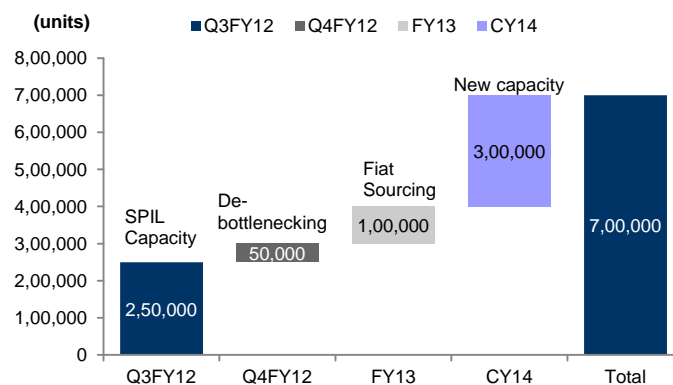 (units)
Q3FY12 Q4FY12 FY13 CY14
8,00,000
7,00,000
6,00,000
5,00,000
4,00,000
3,00,000
2,00,000
1,00,000
0
SPIL
Capacity
2,50,000
De-
bottlenecking
50,000
Fiat
Sourcing
1,00,000
New capacity
3,00,000
7,00,000
Q3FY12 Q4FY12 FY13 CY14 Total